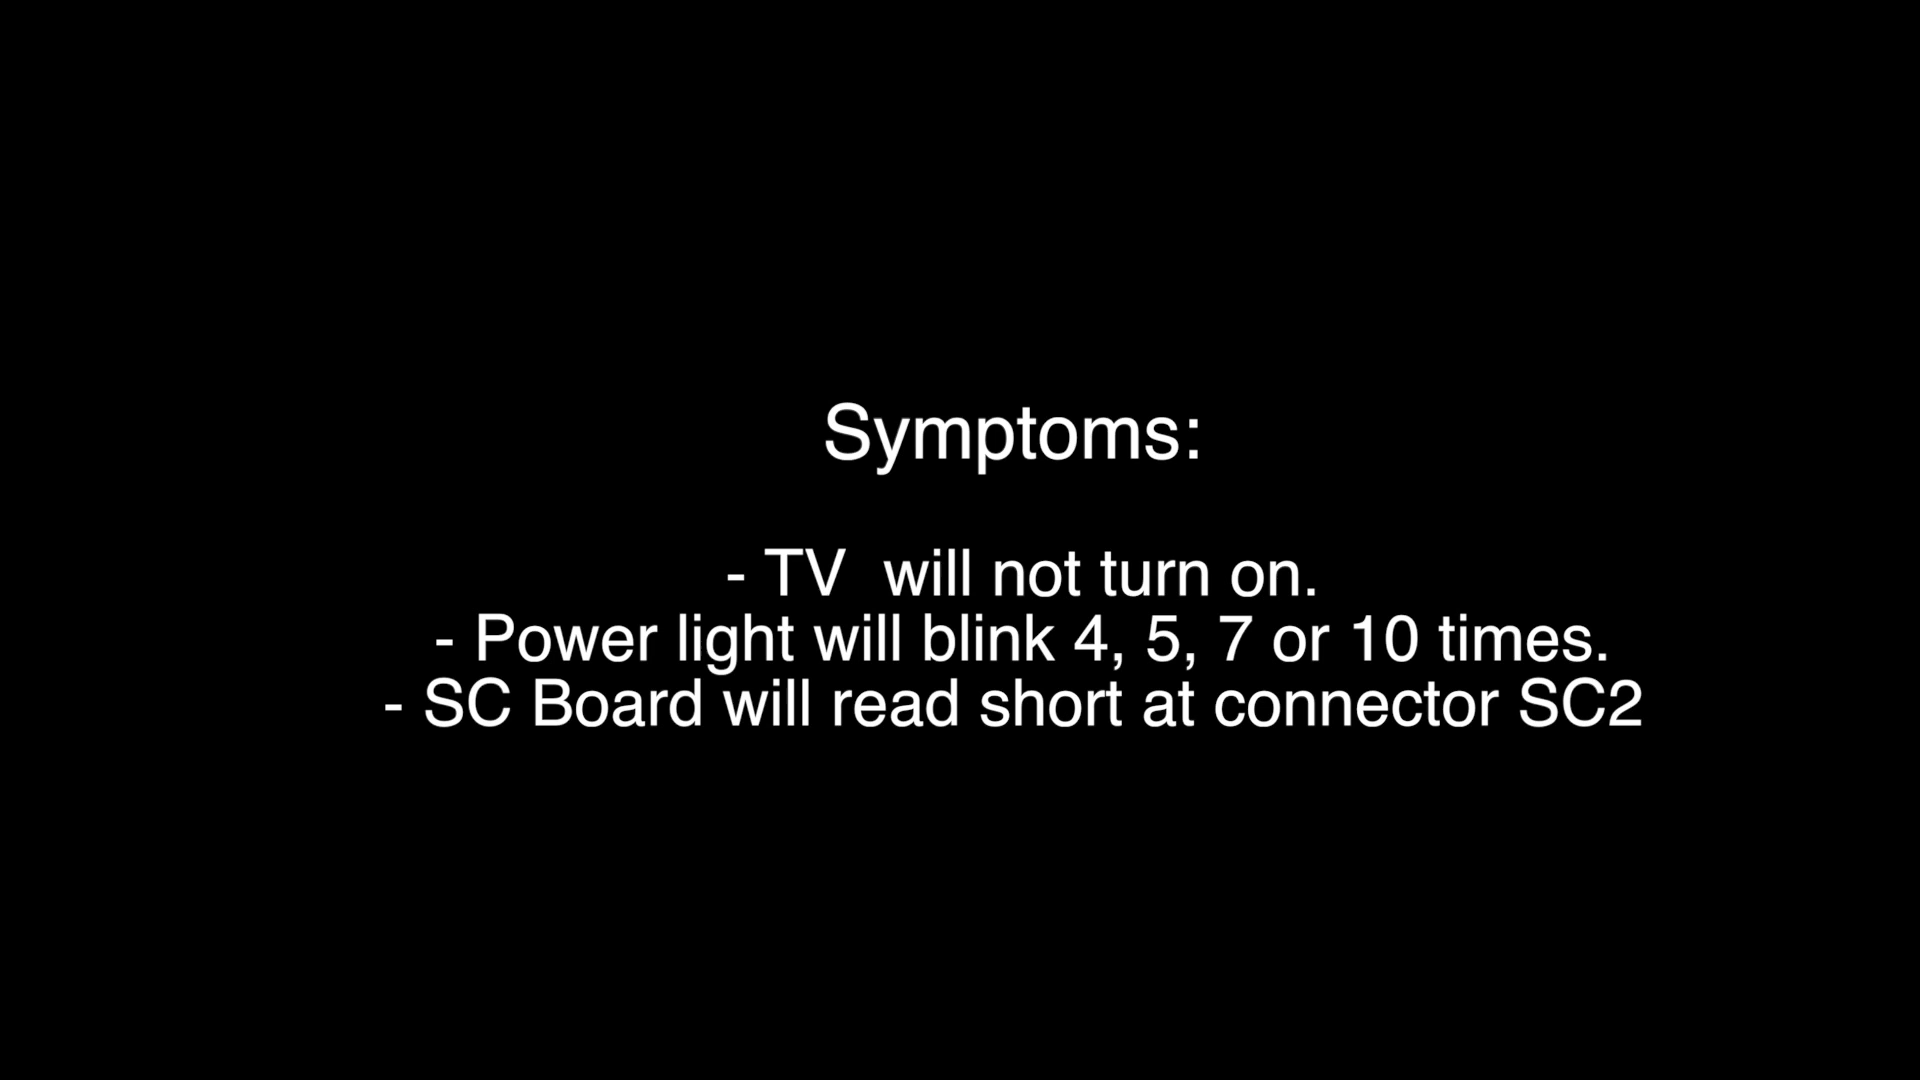 Symptoms:
- TV  will not turn on.
- Power light will blink 4, 5, 7 or 10 times.
- SC Board will read short at connector SC2